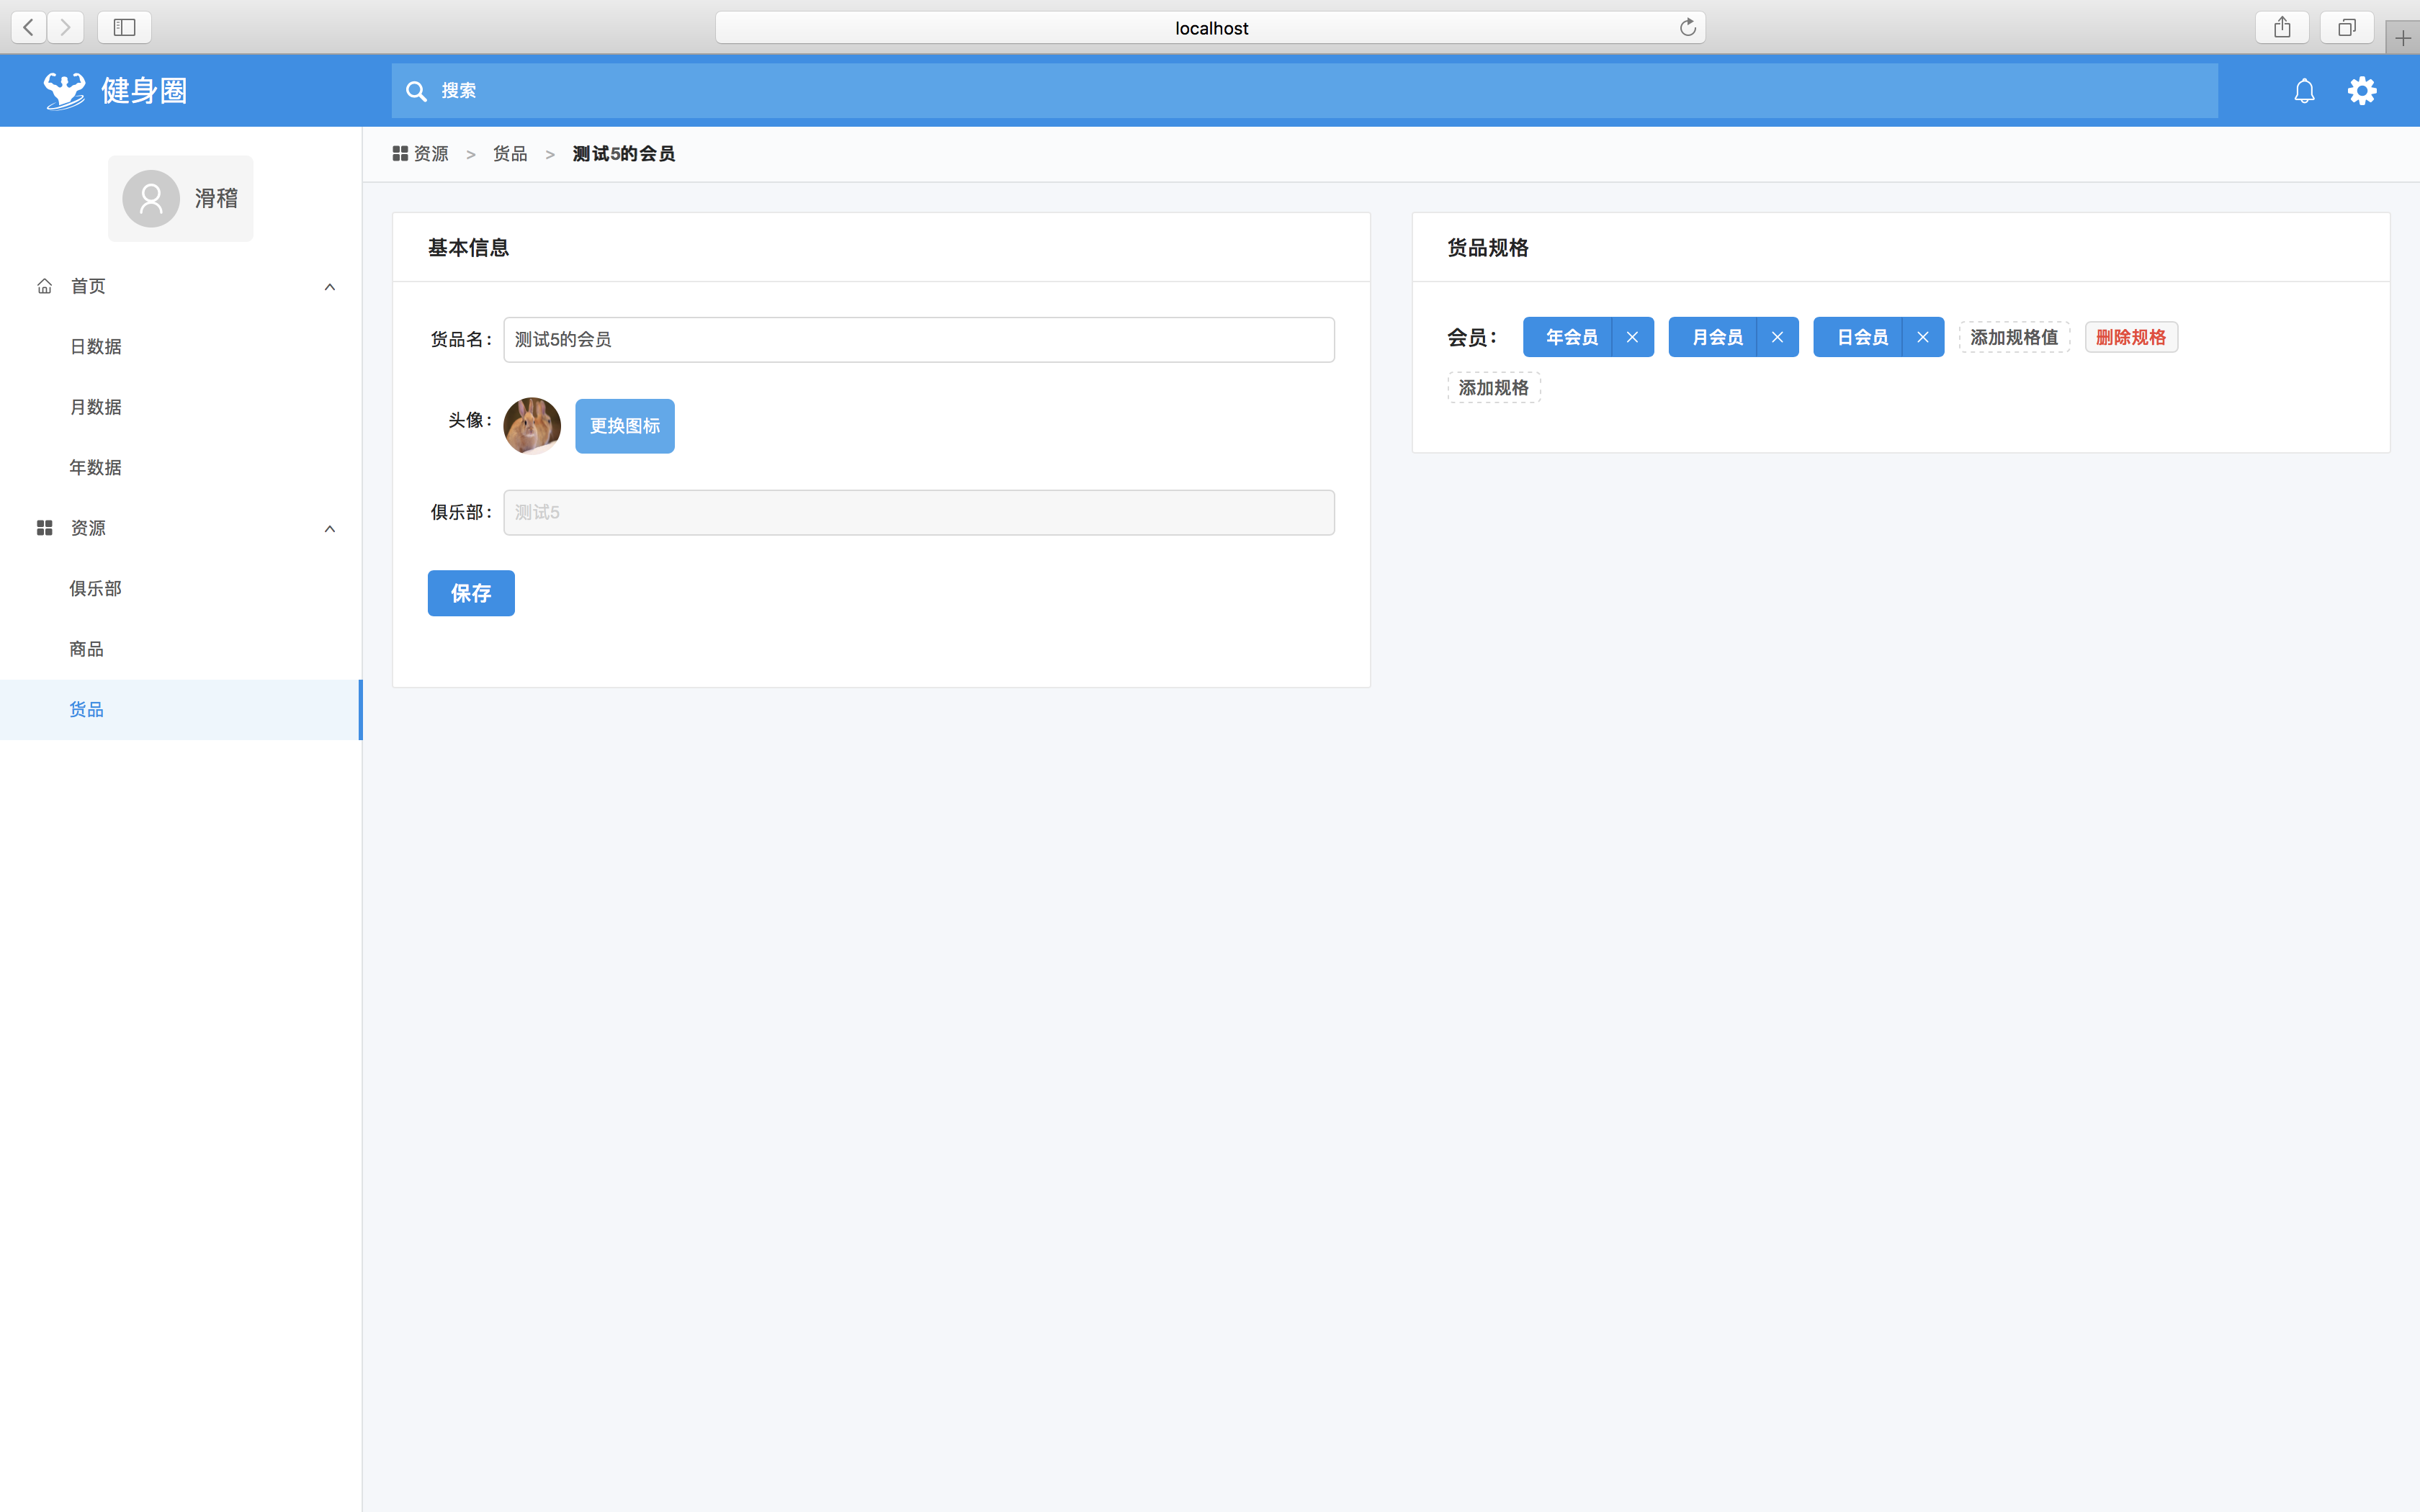 localhost
健身圈
搜索
滑稽
首页
日数据
月数据
年数据
资源
俱乐部
商品
货品
资源 > 货品 > 测试5的会员
基本信息
货品名：
测试5的会员
头像：
更换图标
俱乐部：
测试5
保存
货品规格
会员： 年会员 月会员 日会员 添加规格值 删除规格
添加规格